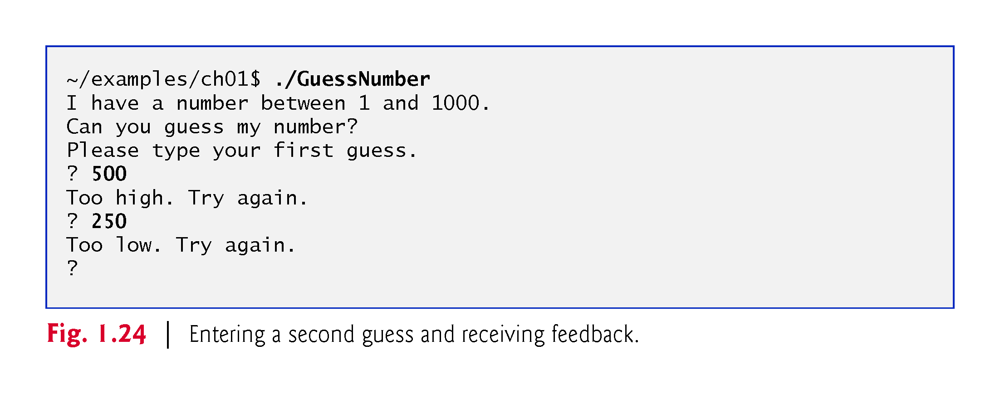 ~/examples/ch01$ ./GuessNumber
I have a number between 1 and 1000.
Can you guess my number?
Please type your first guess.
? 500
Too high. Try again.
? 250
Too low. Try again.
?
Fig. 1.24 | Entering a second guess and receiving feedback.